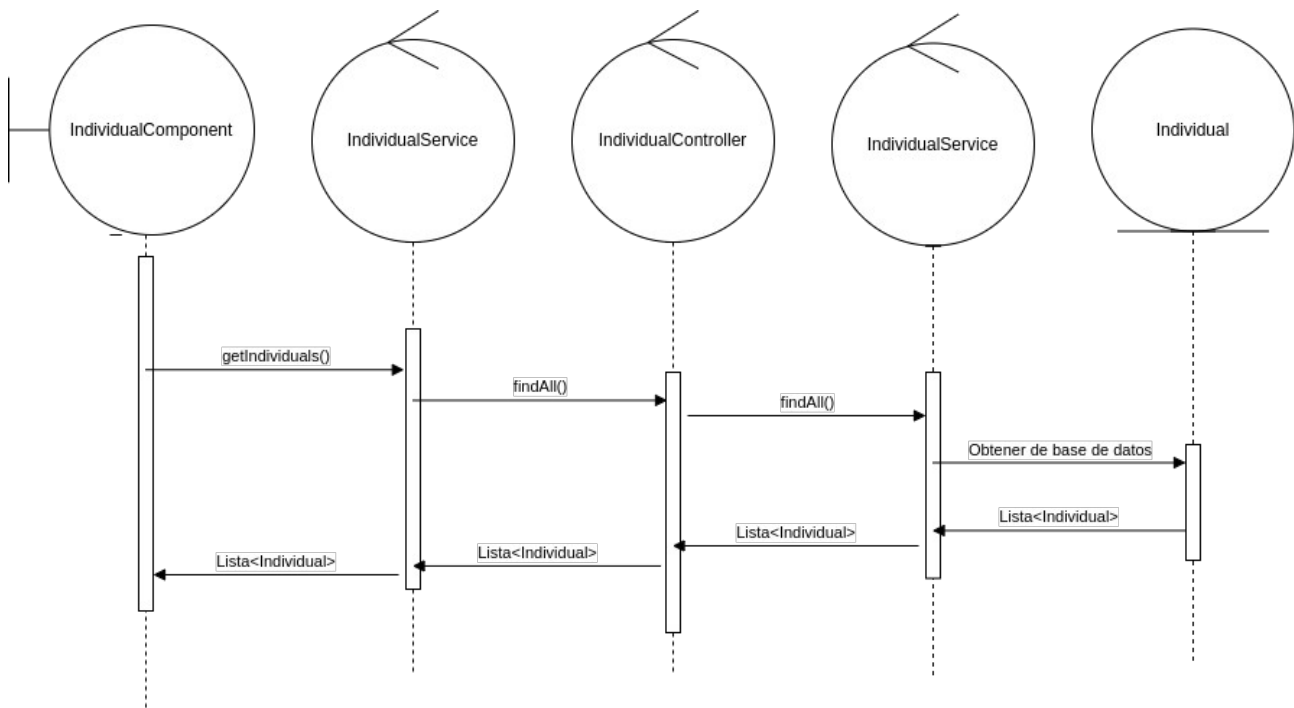 IndividualComponent
IndividualService
IndividualController
IndividualService
Individual
getIndividuals()
findAll()
findAll()
Obtener de base de datos
Lista<Individual>
Lista<Individual>
Lista<Individual>
Lista<Individual>